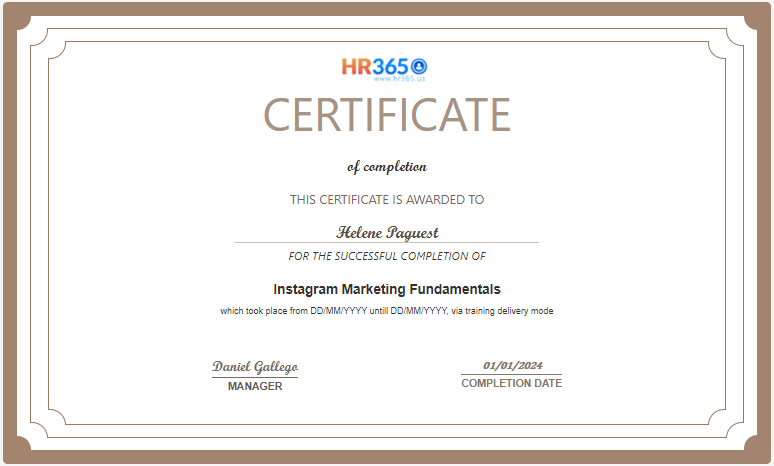 HR365
www.hr365.us
CERTIFICATE
of completion
THIS CERTIFICATE IS AWARDED TO
Helene Paguest
FOR THE SUCCESSFUL COMPLETION OF
Instagram Marketing Fundamentals
which took place from DD/MM/YYYY untill DD/MM/YYYY, via training delivery mode
Daniel Gallego
MANAGER
01/01/2024
COMPLETION DATE